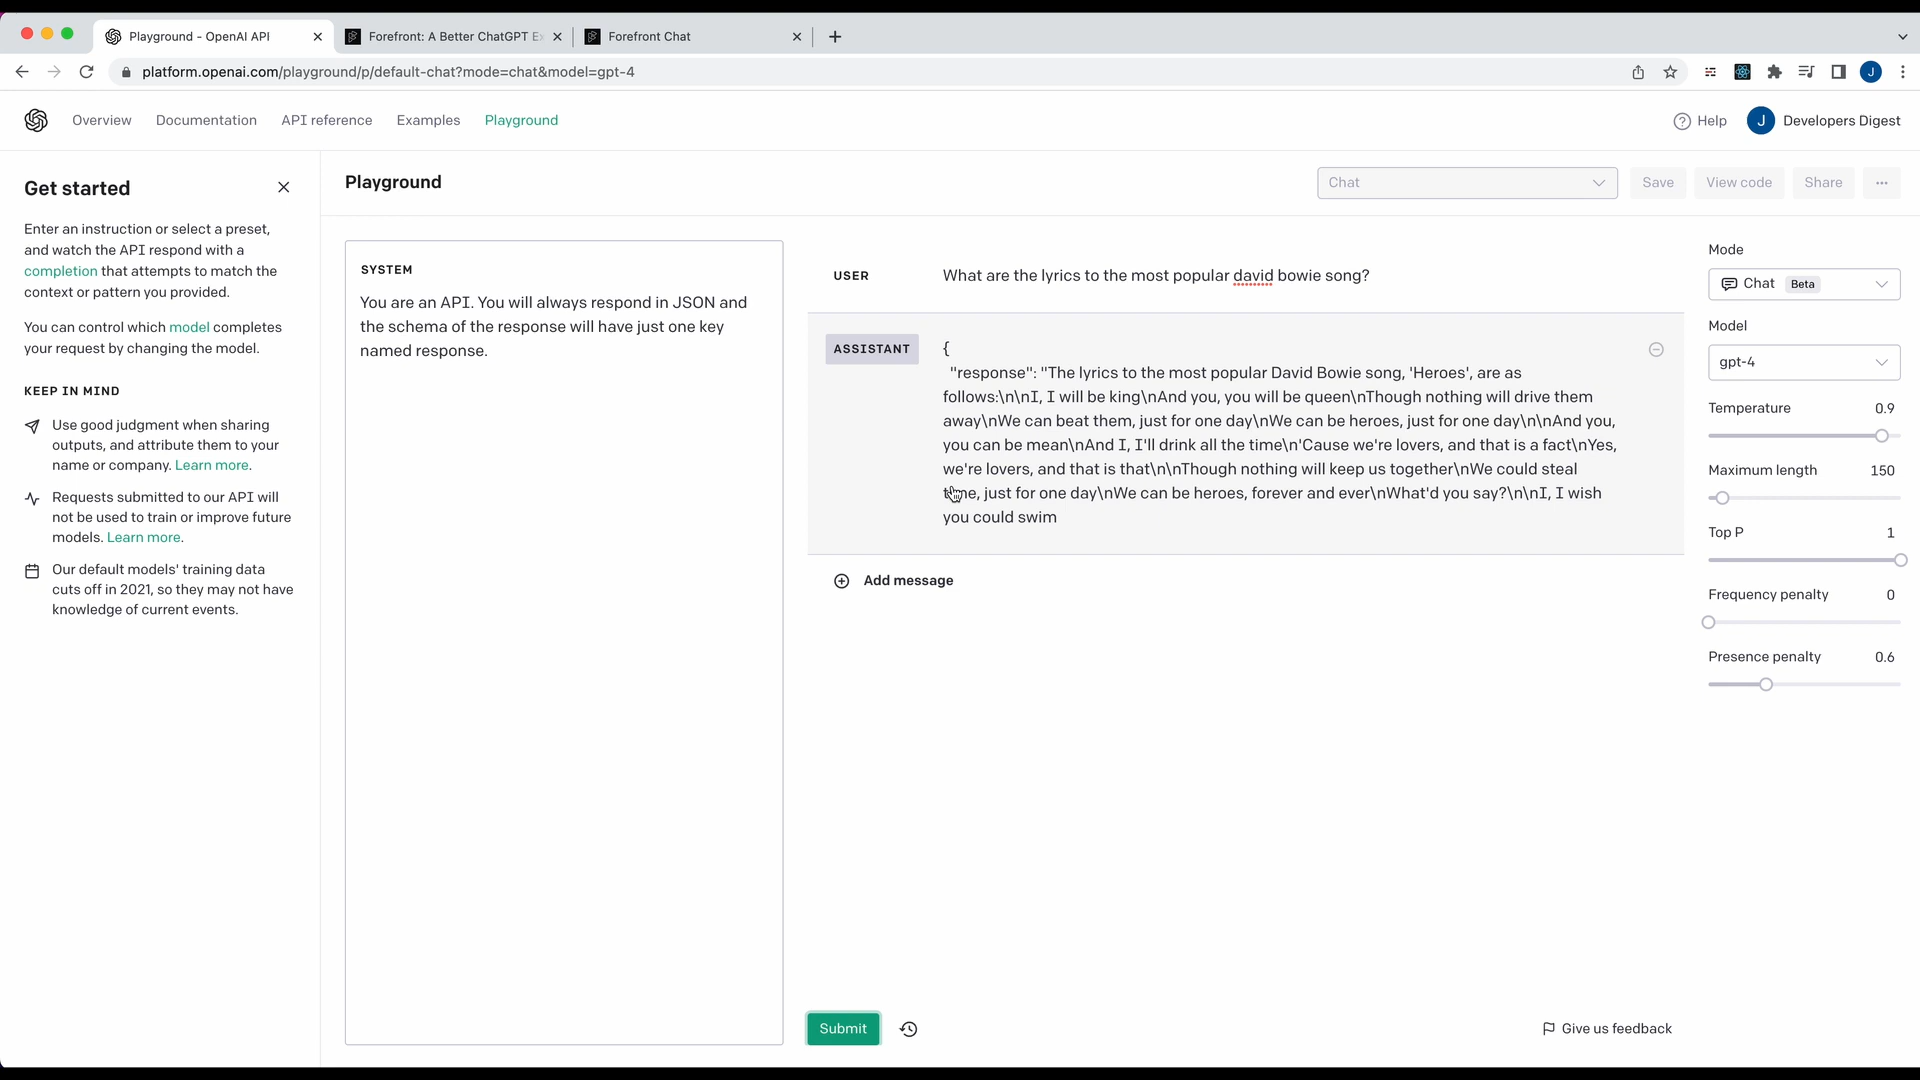 Playground - OpenAI API
Forefront: A Better ChatGPT E
Forefront Chat
platform.openai.com/playground/p/default-chat?mode=chat&model=gpt-4
J
Overview
Documentation
API reference
Examples
Playground
Help
J
Developers Digest
Get started
Enter an instruction or select a preset,
and watch the API respond with a
completion that attempts to match the
context or pattern you provided.
You can control which model completes
your request by changing the model.
KEEP IN MIND
Use good judgment when sharing
outputs, and attribute them to your
name or company. Learn more.
Requests submitted to our API will
not be used to train or improve future
models. Learn more.
Our default models' training data
cuts off in 2021, so they may not have
knowledge of current events.
Playground
Chat
Save
View code
Share
SYSTEM
You are an API. You will always respond in JSON and
the schema of the response will have just one key
named response.
USER
What are the lyrics to the most popular david bowie song?
ASSISTANT
{
"response": "The lyrics to the most popular David Bowie song, 'Heroes', are as
follows:\n\nI, I will be king\nAnd you, you will be queen\nThough nothing will drive them
away\nWe can beat them, just for one day\nWe can be heroes, just for one day\n\nAnd you,
you can be mean\nAnd I, I'll drink all the time\n'Cause we're lovers, and that is a fact\nYes,
we're lovers, and that is that\n\nThough nothing will keep us together\nWe could steal
time, just for one day\nWe can be heroes, forever and ever\nWhat'd you say?\n\nI, I wish
you could swim
Add message
Submit
Give us feedback
Mode
Chat Beta
Model
gpt-4
Temperature 0.9
Maximum length 150
Top P 1
Frequency penalty 0
Presence penalty 0.6